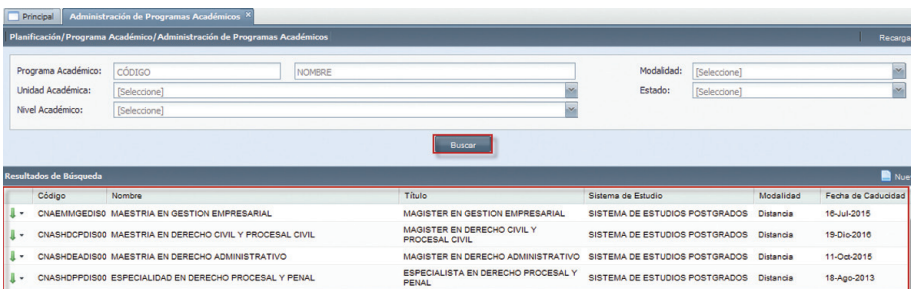 Principal Administración de Programas Académicos ×
Planificación/Programa Académico/Administración de Programas Académicos Recarga
Programa Académico: CÓDIGO NOMBRE Modalidad: [Seleccione]
Unidad Académica: [Seleccione] Estado: [Seleccione]
Nivel Académico: [Seleccione]
Buscar
Resultados de Búsqueda Nue
Código Nombre Título Sistema de Estudio Modalidad Fecha de Caducidad
CNAEMMGEDIS0 MAESTRIA EN GESTION EMPRESARIAL MAGISTER EN GESTION EMPRESARIAL SISTEMA DE ESTUDIOS POSTGRADOS Distancia 16-Jul-2015
CNASHDCPDIS00 MAESTRIA EN DERECHO CIVIL Y PROCESAL CIVIL MAGISTER EN DERECHO CIVIL Y PROCESAL CIVIL SISTEMA DE ESTUDIOS POSTGRADOS Distancia 19-Dic-2016
CNASHDEADIS00 MAESTRIA EN DERECHO ADMINISTRATIVO MAGISTER EN DERECHO ADMINISTRATIVO SISTEMA DE ESTUDIOS POSTGRADOS Distancia 11-Oct-2015
CNASHDPPDIS00 ESPECIALIDAD EN DERECHO PROCESAL Y PENAL ESPECIALISTA EN DERECHO PROCESAL Y PENAL SISTEMA DE ESTUDIOS POSTGRADOS Distancia 18-Ago-2013